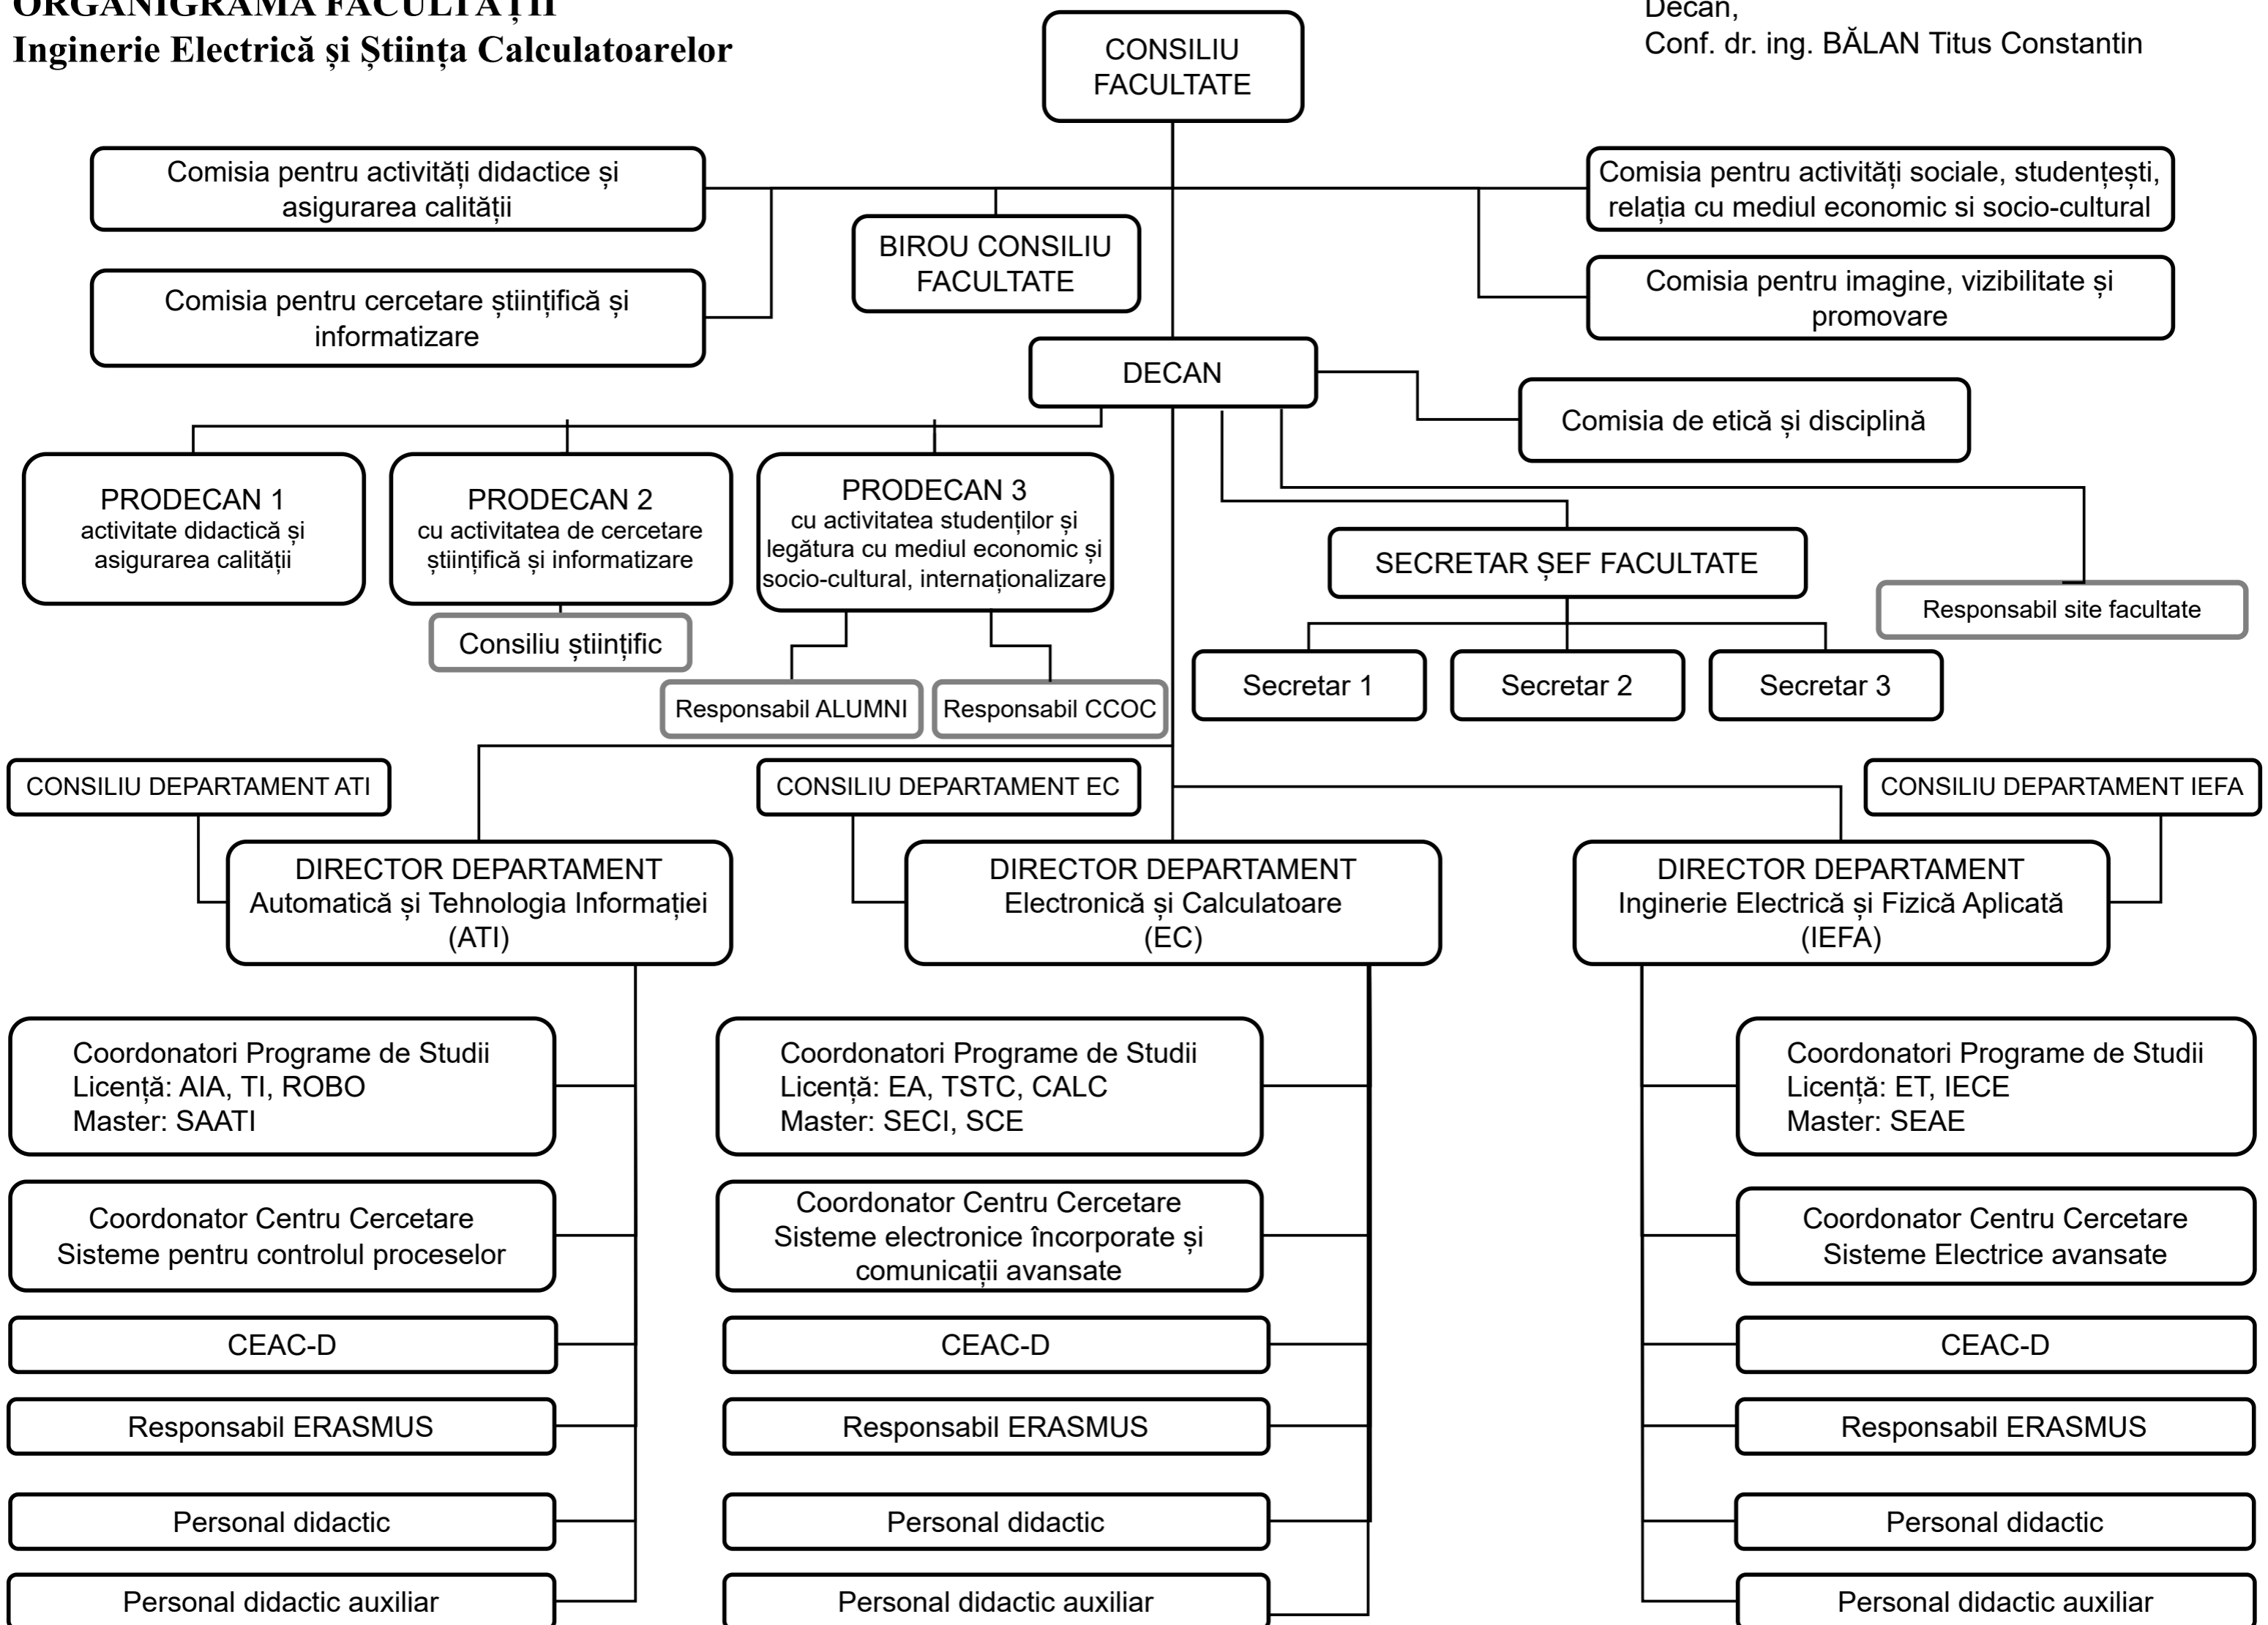 ORGANIGRAMA FACULTĂȚII
Inginerie Electrică și Știința Calculatoarelor
Decan,
Conf. dr. ing. BĂLAN Titus Constantin
CONSILIU
FACULTATE
Comisia pentru activități didactice și
asigurarea calității
Comisia pentru activități sociale, studențești,
relația cu mediul economic si socio-cultural
BIROU CONSILIU
FACULTATE
Comisia pentru cercetare științifică și
informatizare
Comisia pentru imagine, vizibilitate și
promovare
DECAN
Comisia de etică și disciplină
PRODECAN 1
activitate didactică și
asigurarea calității
PRODECAN 2
cu activitatea de cercetare
științifică și informatizare
PRODECAN 3
cu activitatea studenților și
legătura cu mediul economic și
socio-cultural, internaționalizare
SECRETAR ȘEF FACULTATE
Responsabil site facultate
Consiliu științific
Responsabil ALUMNI
Responsabil CCOC
Secretar 1
Secretar 2
Secretar 3
CONSILIU DEPARTAMENT ATI
CONSILIU DEPARTAMENT EC
CONSILIU DEPARTAMENT IEFA
DIRECTOR DEPARTAMENT
Automatică și Tehnologia Informației
(ATI)
DIRECTOR DEPARTAMENT
Electronică și Calculatoare
(EC)
DIRECTOR DEPARTAMENT
Inginerie Electrică și Fizică Aplicată
(IEFA)
Coordonatori Programe de Studii
Licență: AIA, TI, ROBO
Master: SAATI
Coordonatori Programe de Studii
Licență: EA, TSTC, CALC
Master: SECI, SCE
Coordonatori Programe de Studii
Licență: ET, IECE
Master: SEAE
Coordonator Centru Cercetare
Sisteme pentru controlul proceselor
Coordonator Centru Cercetare
Sisteme electronice încorporate și
comunicații avansate
Coordonator Centru Cercetare
Sisteme Electrice avansate
CEAC-D
CEAC-D
CEAC-D
Responsabil ERASMUS
Responsabil ERASMUS
Responsabil ERASMUS
Personal didactic
Personal didactic
Personal didactic
Personal didactic auxiliar
Personal didactic auxiliar
Personal didactic auxiliar